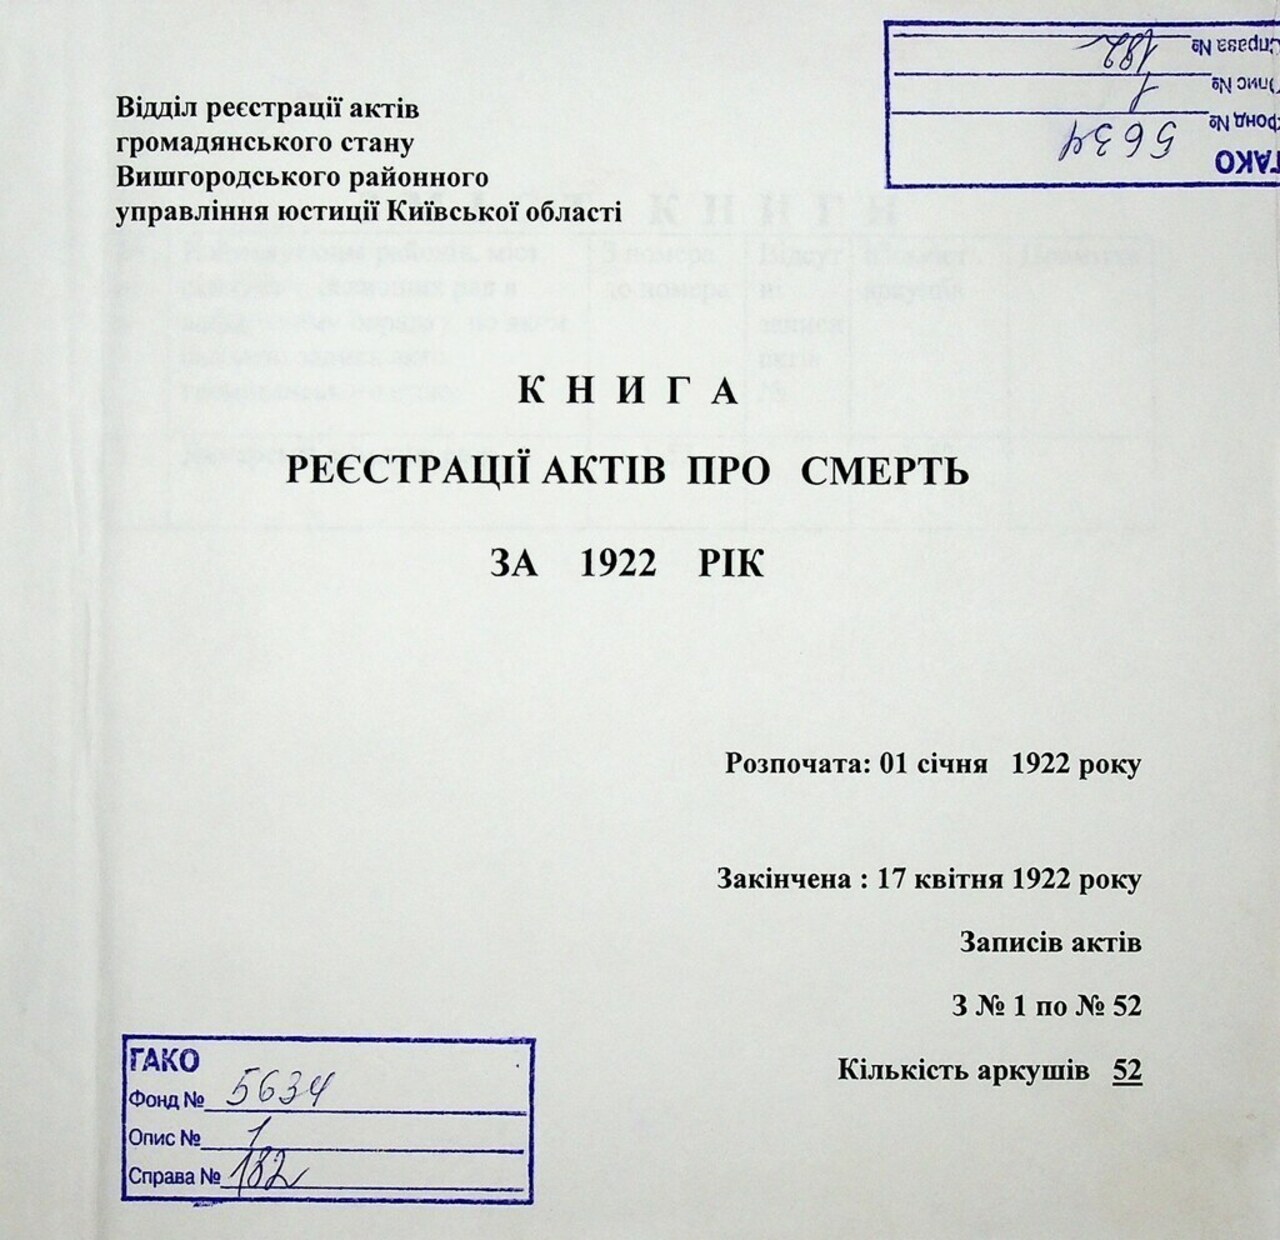 Відділ реєстрації актів
громадянського стану
Вишгородського районного
управління юстиції Київської області
ГАКО
Фонд № 5634
Опис № 1
Справа № 182
К Н И Г А
РЕЄСТРАЦІЇ АКТІВ ПРО СМЕРТЬ
ЗА 1922 РІК
Розпочата: 01 січня 1922 року
Закінчена : 17 квітня 1922 року
Записів актів
З № 1 по № 52
Кількість аркушів 52
ГАКО
Фонд № 5634
Опис № 1
Справа № 182